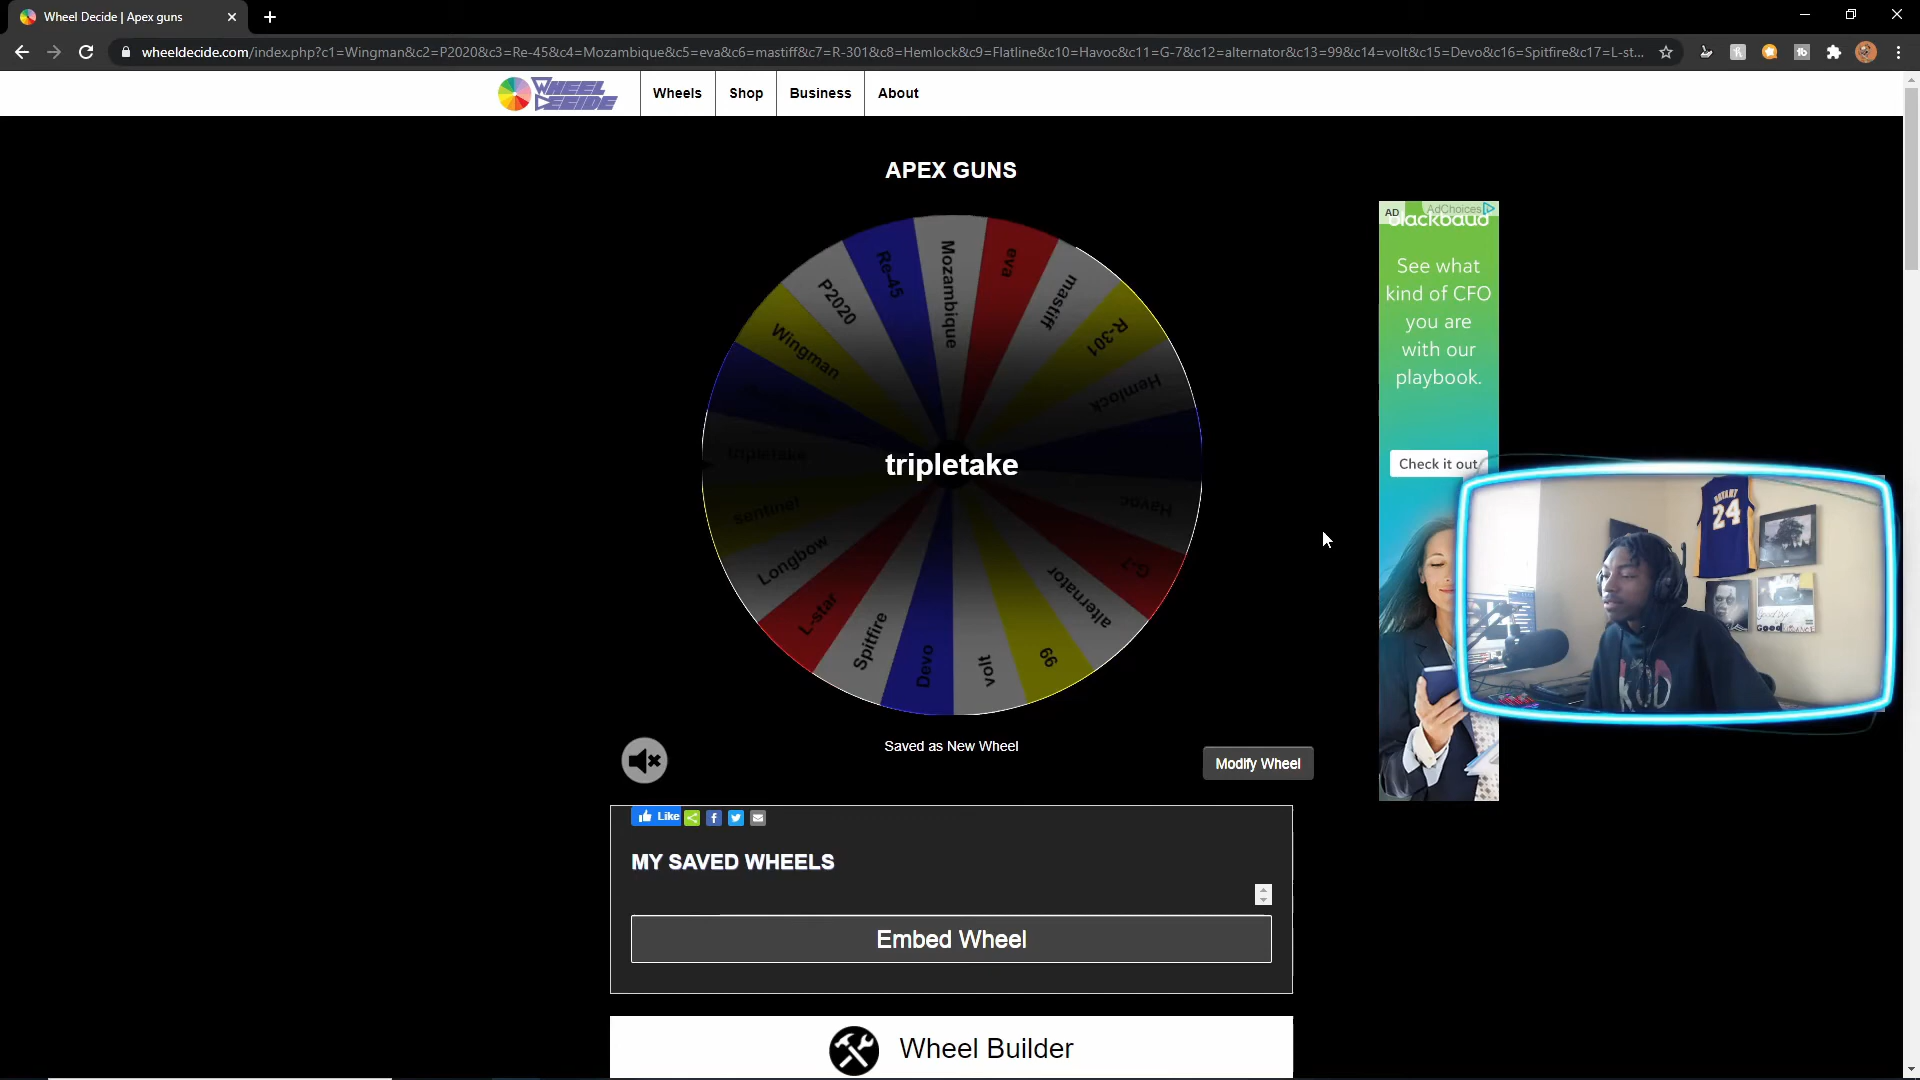 Wheel Decide | Apex guns
wheeldecide.com/index.php?c1=Wingman&c2=P2020&c3=Re-45&c4=Mozambique&c5=eva&c6=mastiff&c7=R-301&c8=Hemlock&c9=Flatline&c10=Havoc&c11=G-7&c12=alternator&c13=99&c14=volt&c15=Devo&c16=Spitfire&c17=L-st...
WHEEL DECIDE
Wheels
Shop
Business
About
APEX GUNS
Wingman
P2020
Re-45
Mozambique
eva
mastiff
R-301
Hemlock
Havoc
G-7
alternator
99
volt
Devo
Spitfire
L-star
Longbow
sentinel
tripletake
tripletake
AD
AdChoices
blackbaud
See what
kind of CFO
you are
with our
playbook.
Check it out
BRYANT
24
KOD
Saved as New Wheel
Modify Wheel
Like
MY SAVED WHEELS
Embed Wheel
Wheel Builder